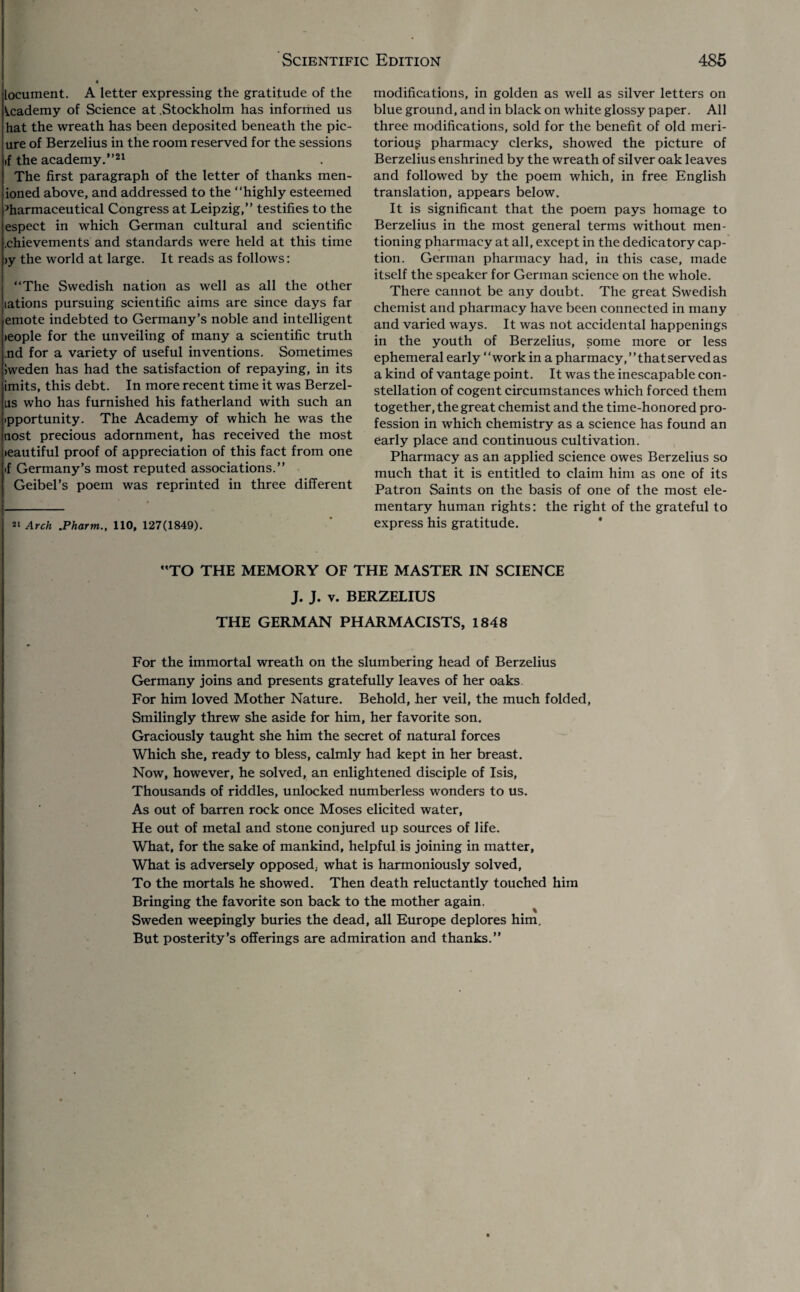 SCIENTIFIC EDITION 485
ocument. A letter expressing the gratitude of the
cademy of Science at Stockholm has informed us
hat the wreath has been deposited beneath the pic-
ure of Berzelius in the room reserved for the sessions
f the academy.”21
The first paragraph of the letter of thanks men-
ioned above, and addressed to the “highly esteemed
harmaceutical Congress at Leipzig,” testifies to the
espect in which German cultural and scientific
chievements and standards were held at this time
y the world at large. It reads as follows:
“The Swedish nation as well as all the other
ations pursuing scientific aims are since days far
emote indebted to Germany’s noble and intelligent
eople for the unveiling of many a scientific truth
nd for a variety of useful inventions. Sometimes
weden has had the satisfaction of repaying, in its
imits, this debt. In more recent time it was Berzel-
us who has furnished his fatherland with such an
pportunity. The Academy of which he was the
nost precious adornment, has received the most
eautiful proof of appreciation of this fact from one
f Germany’s most reputed associations.”
Geibel’s poem was reprinted in three different
21 Arch .Pharm., 110, 127(1849).
modifications, in golden as well as silver letters on
blue ground, and in black on white glossy paper. All
three modifications, sold for the benefit of old meri-
torious pharmacy clerks, showed the picture of
Berzelius enshrined by the wreath of silver oak leaves
and followed by the poem which, in free English
translation, appears below.
It is significant that the poem pays homage to
Berzelius in the most general terms without men-
tioning pharmacy at all, except in the dedicatory cap-
tion. German pharmacy had, in this case, made
itself the speaker for German science on the whole.
There cannot be any doubt. The great Swedish
chemist and pharmacy have been connected in many
and varied ways. It was not accidental happenings
in the youth of Berzelius, some more or less
ephemeral early “work in a pharmacy,” that served as
a kind of vantage point. It was the inescapable con-
stellation of cogent circumstances which forced them
together, the great chemist and the time-honored pro-
fession in which chemistry as a science has found an
early place and continuous cultivation.
Pharmacy as an applied science owes Berzelius so
much that it is entitled to claim him as one of its
Patron Saints on the basis of one of the most ele-
mentary human rights: the right of the grateful to
express his gratitude.
"TO THE MEMORY OF THE MASTER IN SCIENCE
J. J. v. BERZELIUS
THE GERMAN PHARMACISTS, 1848
For the immortal wreath on the slumbering head of Berzelius
Germany joins and presents gratefully leaves of her oaks
For him loved Mother Nature. Behold, her veil, the much folded,
Smilingly threw she aside for him, her favorite son.
Graciously taught she him the secret of natural forces
Which she, ready to bless, calmly had kept in her breast.
Now, however, he solved, an enlightened disciple of Isis,
Thousands of riddles, unlocked numberless wonders to us.
As out of barren rock once Moses elicited water,
He out of metal and stone conjured up sources of life.
What, for the sake of mankind, helpful is joining in matter,
What is adversely opposed, what is harmoniously solved,
To the mortals he showed. Then death reluctantly touched him
Bringing the favorite son back to the mother again.
Sweden weepingly buries the dead, all Europe deplores him.
But posterity’s offerings are admiration and thanks.”